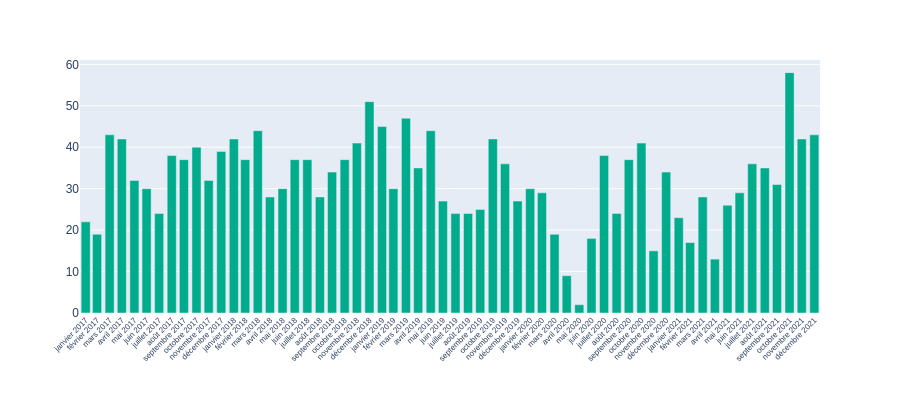 60
50
40
30
20
10
0
janvier 2017
février 2017
mars 2017
avril 2017
mai 2017
juin 2017
juillet 2017
août 2017
septembre 2017
octobre 2017
novembre 2017
décembre 2017
janvier 2018
février 2018
mars 2018
avril 2018
mai 2018
juin 2018
juillet 2018
août 2018
septembre 2018
octobre 2018
novembre 2018
décembre 2018
janvier 2019
février 2019
mars 2019
avril 2019
mai 2019
juin 2019
juillet 2019
août 2019
septembre 2019
octobre 2019
novembre 2019
décembre 2019
janvier 2020
février 2020
mars 2020
avril 2020
mai 2020
juin 2020
juillet 2020
août 2020
septembre 2020
octobre 2020
novembre 2020
décembre 2020
janvier 2021
février 2021
mars 2021
avril 2021
mai 2021
juin 2021
juillet 2021
août 2021
septembre 2021
octobre 2021
novembre 2021
décembre 2021